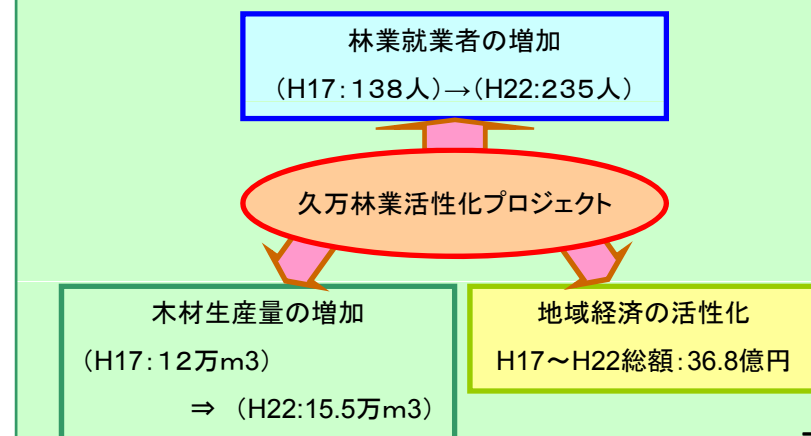 林業就業者の増加
（H17：１３８人）→（H22:２３５人）
久万林業活性化プロジェクト
木材生産量の増加
（H17：１２万ｍ３）
⇒　（H22:15.5万ｍ３）
地域経済の活性化
H17～H22総額：36.8億円